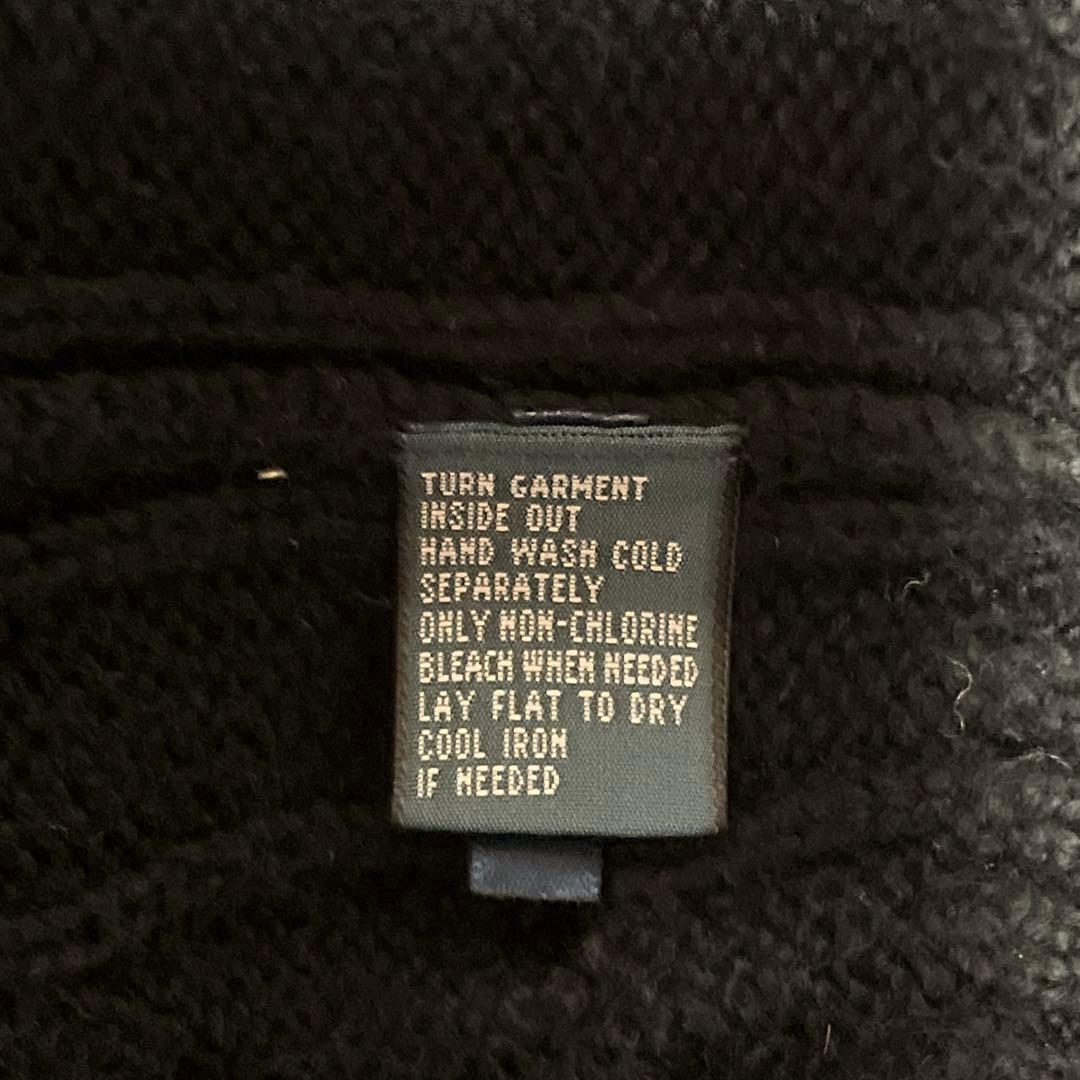 TURN GARMENT
INSIDE OUT
HAND WASH COLD
SEPARATELY
ONLY NON-CHLORINE
BLEACH WHEN NEEDED
LAY FLAT TO DRY
COOL IRON
IF NEEDED